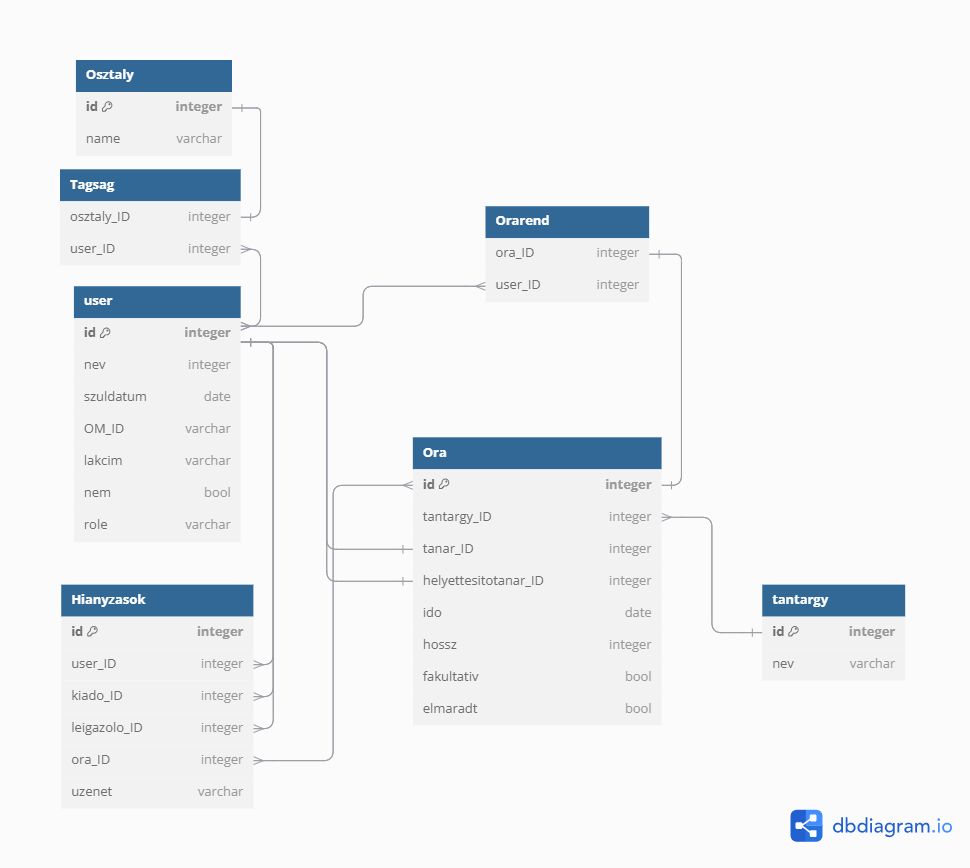 Osztaly
id integer
name varchar
Tagsag
osztaly_ID integer
user_ID integer
user
id integer
nev integer
szuldatum date
OM_ID varchar
lakcim varchar
nem bool
role varchar
Hianyzasok
id integer
user_ID integer
kiado_ID integer
leigazolo_ID integer
ora_ID integer
uzenet varchar
Orarend
ora_ID integer
user_ID integer
Ora
id integer
tantargy_ID integer
tanar_ID integer
helyettesitotanar_ID integer
ido date
hossz integer
fakultativ bool
elmaradt bool
tantargy
id integer
nev varchar
dbdiagram.io